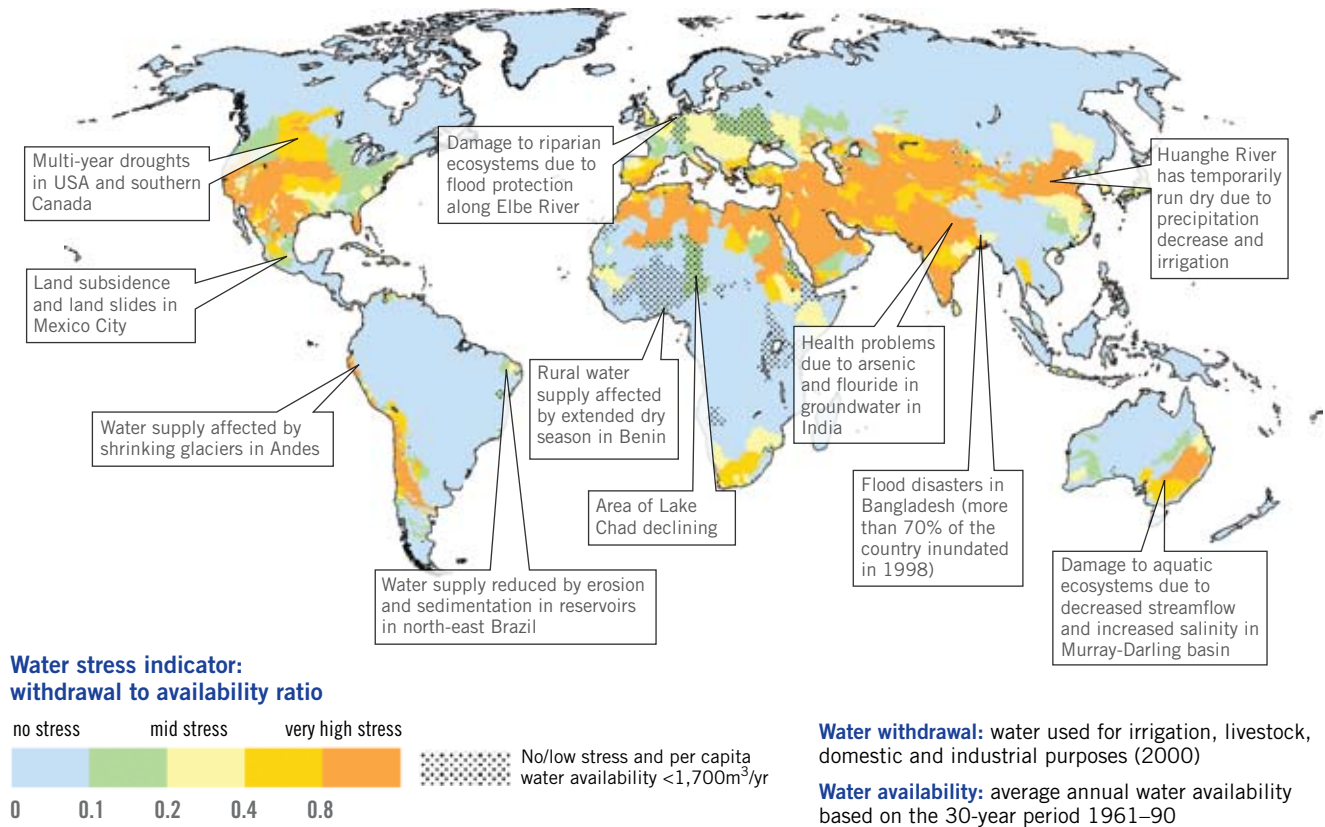 Multi-year droughts
in USA and southern
Canada
Land subsidence
and land slides in
Mexico City
Water supply affected by
shrinking glaciers in Andes
Damage to riparian
ecosystems due to
flood protection
along Elbe River
Rural water
supply affected
by extended dry
season in Benin
Area of Lake
Chad declining
Water supply reduced by erosion
and sedimentation in reservoirs
in north-east Brazil
Health problems
due to arsenic
and flouride in
groundwater in
India
Huanghe River
has temporarily
run dry due to
precipitation
decrease and
irrigation
Flood disasters in
Bangladesh (more
than 70% of the
country inundated
in 1998)
Damage to aquatic
ecosystems due to
decreased streamflow
and increased salinity in
Murray-Darling basin
Water stress indicator:
withdrawal to availability ratio
no stress mid stress very high stress
0 0.1 0.2 0.4 0.8
No/low stress and per capita
water availability <1,700m³/yr
Water withdrawal: water used for irrigation, livestock,
domestic and industrial purposes (2000)
Water availability: average annual water availability
based on the 30-year period 1961–90